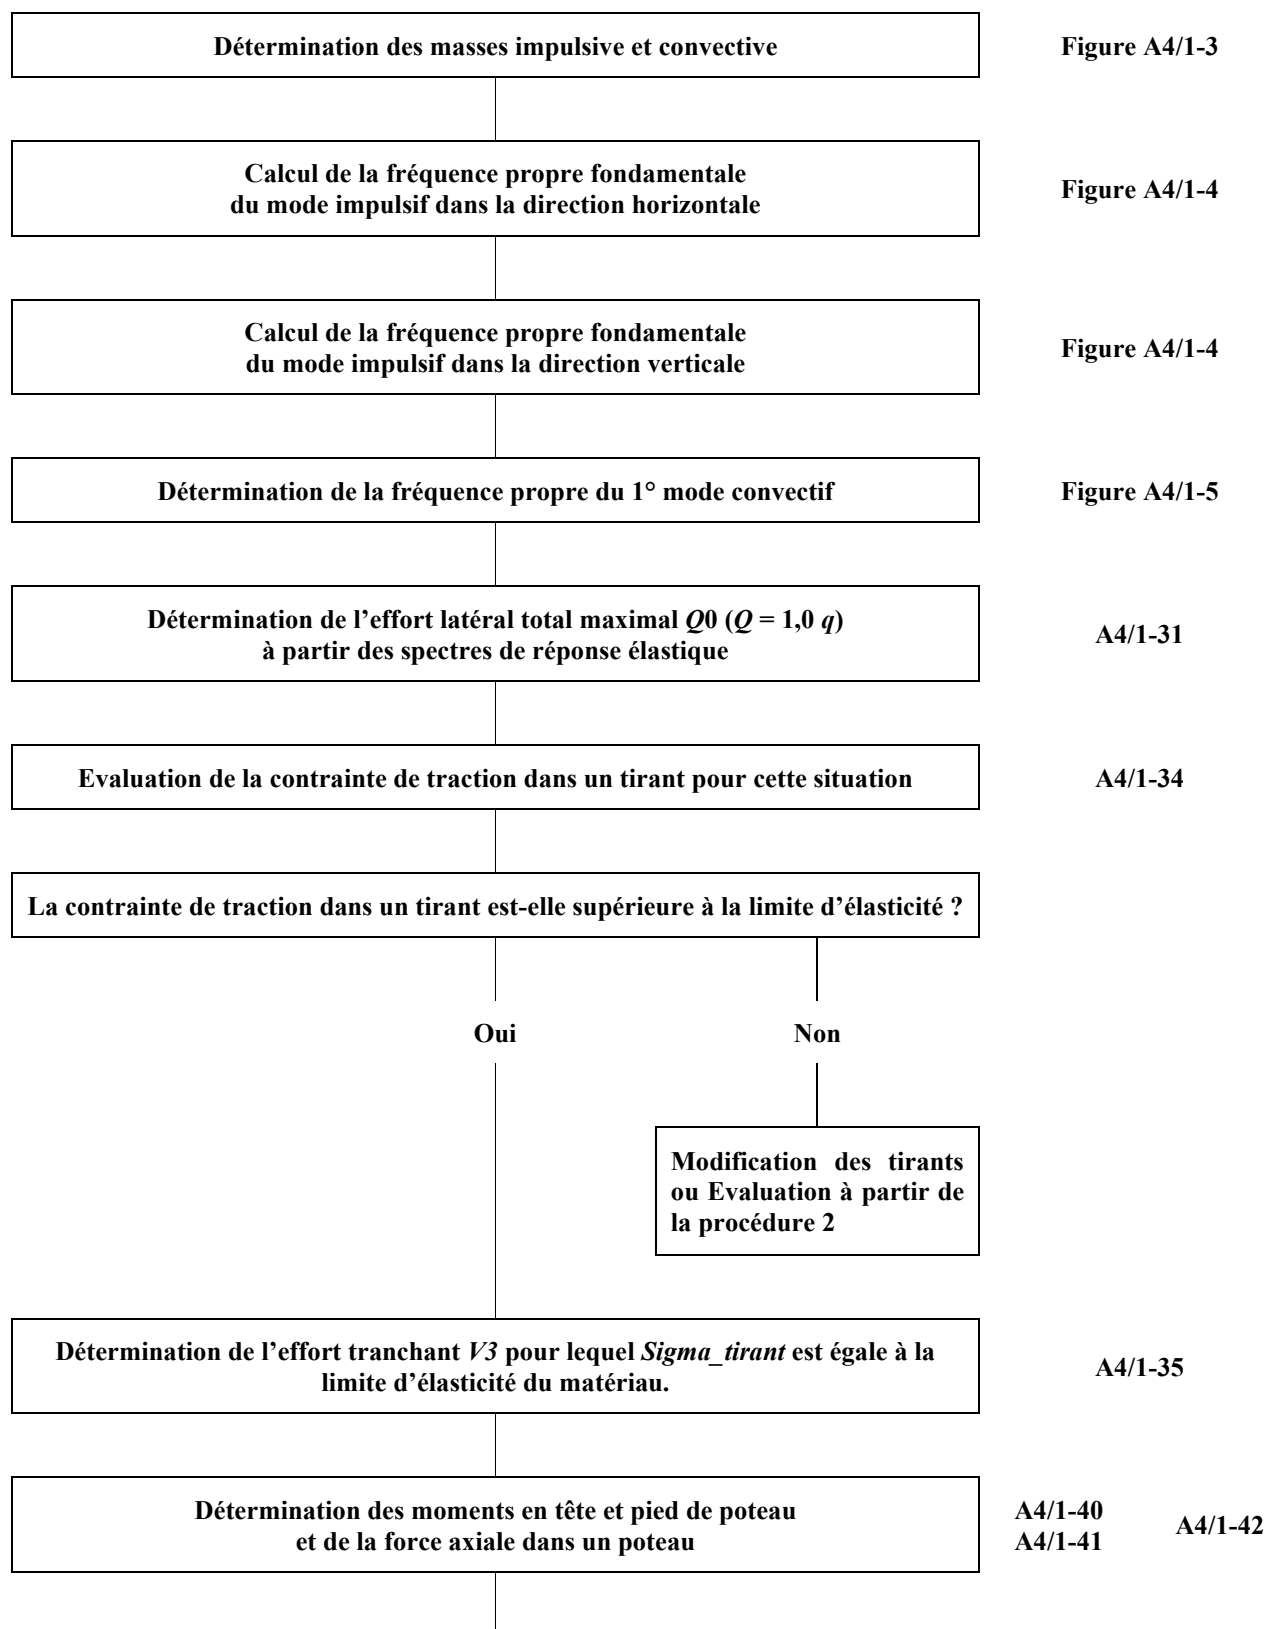 Détermination des masses impulsive et convective
Figure A4/1-3
Calcul de la fréquence propre fondamentale
du mode impulsif dans la direction horizontale
Figure A4/1-4
Calcul de la fréquence propre fondamentale
du mode impulsif dans la direction verticale
Figure A4/1-4
Détermination de la fréquence propre du 1° mode convectif
Figure A4/1-5
Détermination de l’effort latéral total maximal Q0 (Q = 1,0 q)
à partir des spectres de réponse élastique
A4/1-31
Evaluation de la contrainte de traction dans un tirant pour cette situation
A4/1-34
La contrainte de traction dans un tirant est-elle supérieure à la limite d’élasticité ?
Oui
Non
Modification des tirants
ou Evaluation à partir de
la procédure 2
Détermination de l’effort tranchant V3 pour lequel Sigma_tirant est égale à la
limite d’élasticité du matériau.
A4/1-35
Détermination des moments en tête et pied de poteau
et de la force axiale dans un poteau
A4/1-40
A4/1-41
A4/1-42